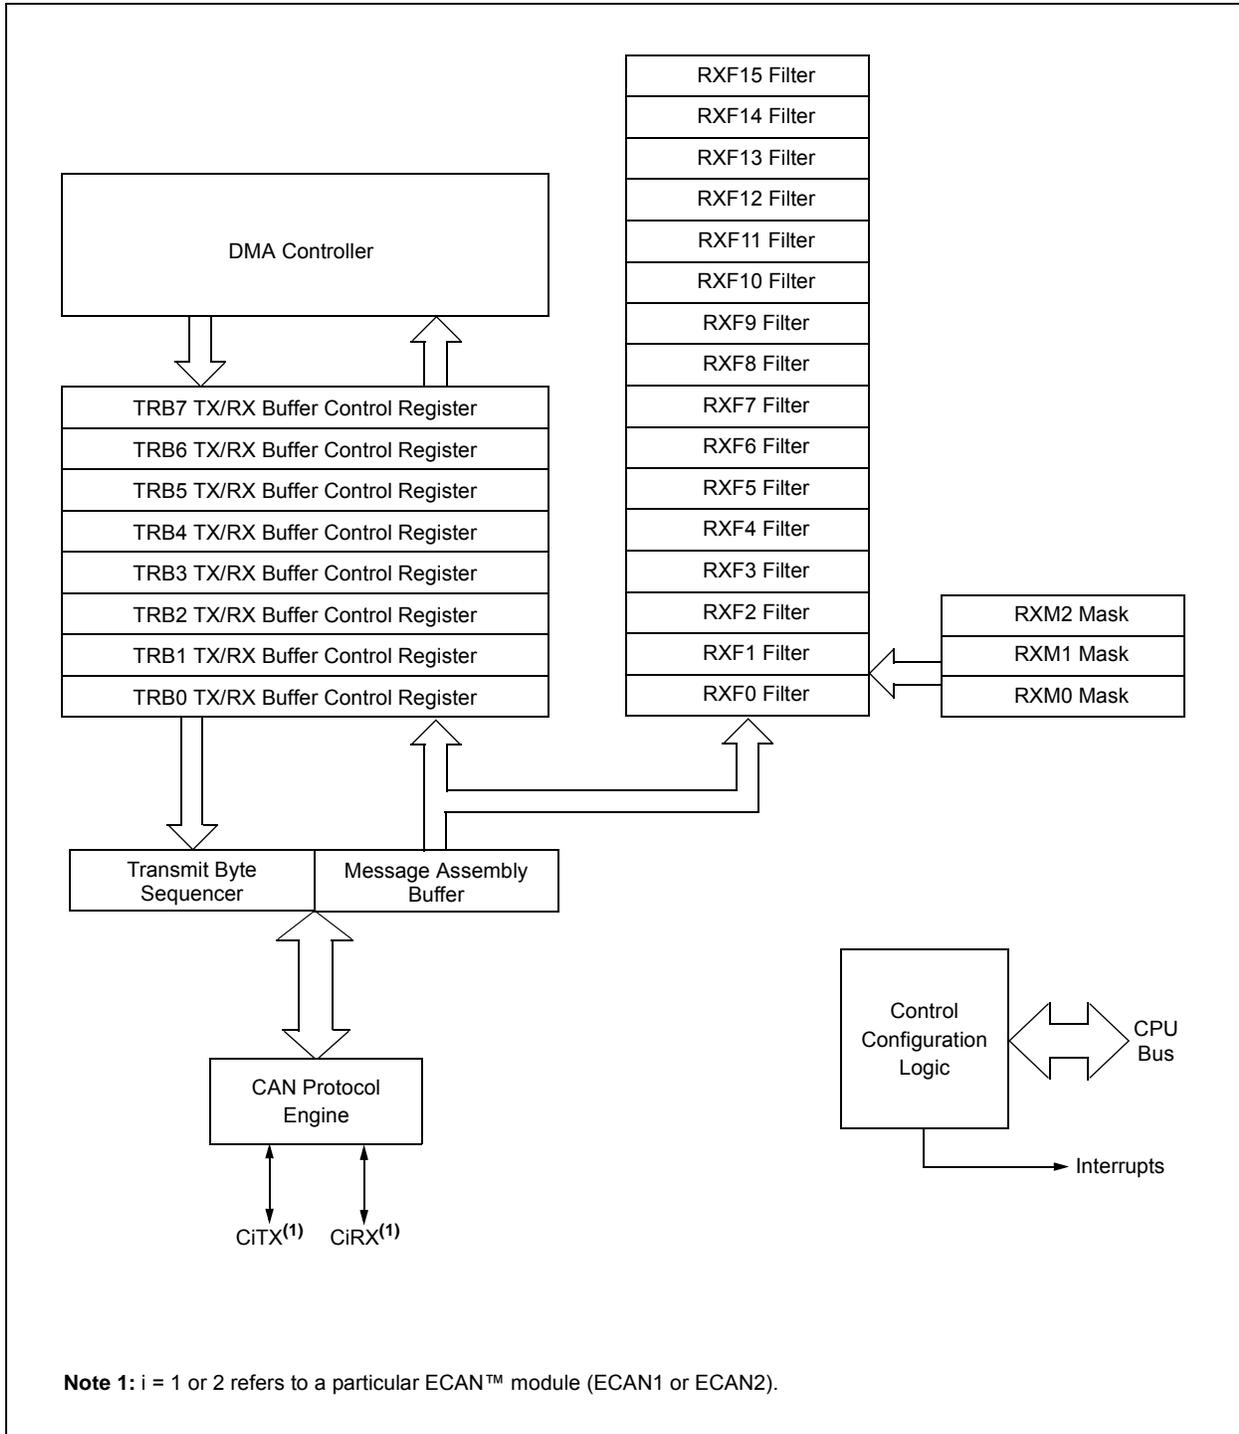 RXF15 Filter
RXF14 Filter
RXF13 Filter
RXF12 Filter
RXF11 Filter
RXF10 Filter
RXF9 Filter
RXF8 Filter
RXF7 Filter
RXF6 Filter
RXF5 Filter
RXF4 Filter
RXF3 Filter
RXF2 Filter
RXF1 Filter
RXF0 Filter
DMA Controller
TRB7 TX/RX Buffer Control Register
TRB6 TX/RX Buffer Control Register
TRB5 TX/RX Buffer Control Register
TRB4 TX/RX Buffer Control Register
TRB3 TX/RX Buffer Control Register
TRB2 TX/RX Buffer Control Register
TRB1 TX/RX Buffer Control Register
TRB0 TX/RX Buffer Control Register
RXM2 Mask
RXM1 Mask
RXM0 Mask
Transmit Byte
Sequencer
Message Assembly
Buffer
CAN Protocol
Engine
CiTX(1)
CiRX(1)
Control
Configuration
Logic
CPU
Bus
Interrupts
Note 1: i = 1 or 2 refers to a particular ECAN™ module (ECAN1 or ECAN2).